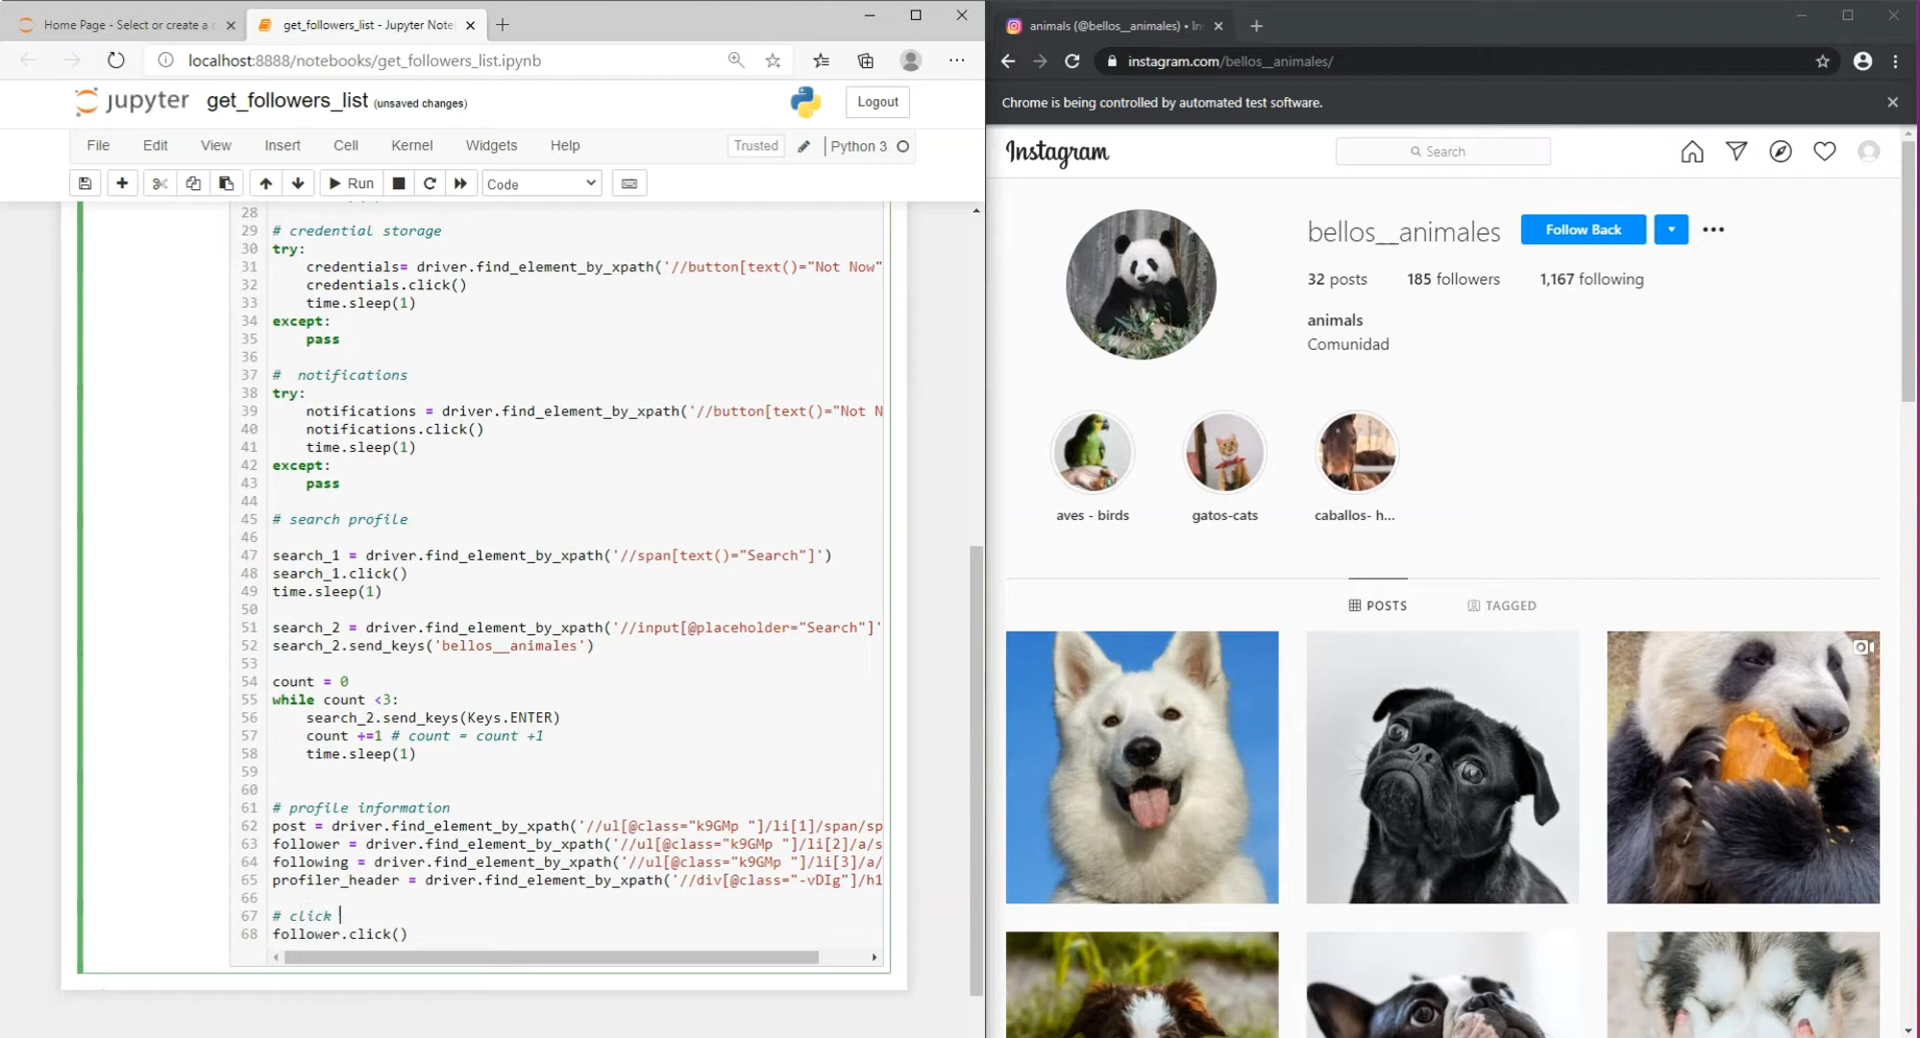 Home Page - Select or create a n
get_followers_list - Jupyter Note
localhost:8888/notebooks/get_followers_list.ipynb
jupyter get_followers_list (unsaved changes)
Logout
File Edit View Insert Cell Kernel Widgets Help
Trusted Python 3
Run Code
28
29 # credential storage
30 try:
31 credentials= driver.find_element_by_xpath('//button[text()="Not Now"
32 credentials.click()
33 time.sleep(1)
34 except:
35 pass
36
37 # notifications
38 try:
39 notifications = driver.find_element_by_xpath('//button[text()="Not N
40 notifications.click()
41 time.sleep(1)
42 except:
43 pass
44
45 # search profile
46
47 search_1 = driver.find_element_by_xpath('//span[text()="Search"]')
48 search_1.click()
49 time.sleep(1)
50
51 search_2 = driver.find_element_by_xpath('//input[@placeholder="Search"]'
52 search_2.send_keys('bellos__animales')
53
54 count = 0
55 while count <3:
56 search_2.send_keys(Keys.ENTER)
57 count +=1 # count = count +1
58 time.sleep(1)
59
60
61 # profile information
62 post = driver.find_element_by_xpath('//ul[@class="k9GMp "]/li[1]/span/sp
63 follower = driver.find_element_by_xpath('//ul[@class="k9GMp "]/li[2]/a/s
64 following = driver.find_element_by_xpath('//ul[@class="k9GMp "]/li[3]/a/
65 profiler_header = driver.find_element_by_xpath('//div[@class="-vDIg"]/h1
66
67 # click
68 follower.click()
animals (@bellos__animales) • In
instagram.com/bellos__animales/
Chrome is being controlled by automated test software.
Instagram
Search
bellos__animales Follow Back
32 posts 185 followers 1,167 following
animals
Comunidad
aves - birds gatos-cats caballos- h...
POSTS TAGGED